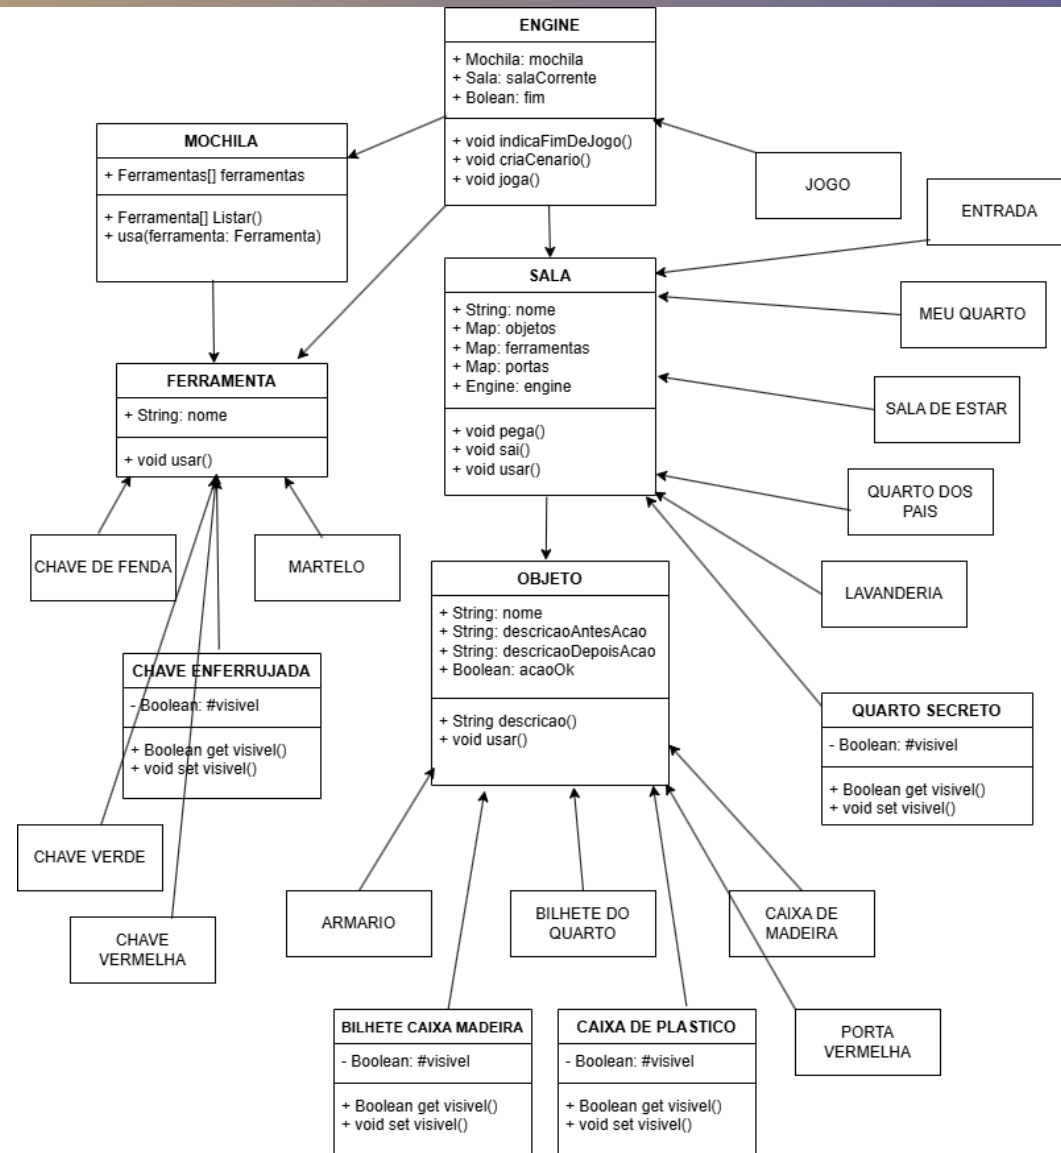 ENGINE
+ Mochila: mochila
+ Sala: salaCorrente
+ Bolean: fim
+ void indicaFimDeJogo()
+ void criaCenario()
+ void joga()
MOCHILA
+ Ferramentas[] ferramentas
+ Ferramenta[] Listar()
+ usa(ferramenta: Ferramenta)
JOGO
ENTRADA
SALA
+ String: nome
+ Map: objetos
+ Map: ferramentas
+ Map: portas
+ Engine: engine
+ void pega()
+ void sai()
+ void usar()
MEU QUARTO
SALA DE ESTAR
QUARTO DOS
PAIS
LAVANDERIA
FERRAMENTA
+ String: nome
+ void usar()
CHAVE DE FENDA
MARTELO
OBJETO
+ String: nome
+ String: descricaoAntesAcao
+ String: descricaoDepoisAcao
+ Boolean: acaoOk
+ String descricao()
+ void usar()
CHAVE ENFERRUJADA
- Boolean: #visivel
+ Boolean get visivel()
+ void set visivel()
QUARTO SECRETO
- Boolean: #visivel
+ Boolean get visivel()
+ void set visivel()
CHAVE VERDE
CHAVE
VERMELHA
ARMARIO
BILHETE DO
QUARTO
CAIXA DE
MADEIRA
BILHETE CAIXA MADEIRA
- Boolean: #visivel
+ Boolean get visivel()
+ void set visivel()
CAIXA DE PLASTICO
- Boolean: #visivel
+ Boolean get visivel()
+ void set visivel()
PORTA
VERMELHA